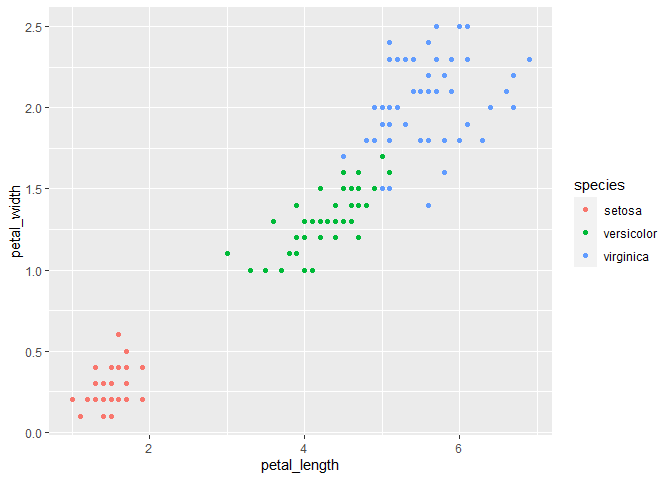 2.5
2.0
1.5
1.0
0.5
0.0
petal_width
2 4 6
petal_length
species
setosa
versicolor
virginica